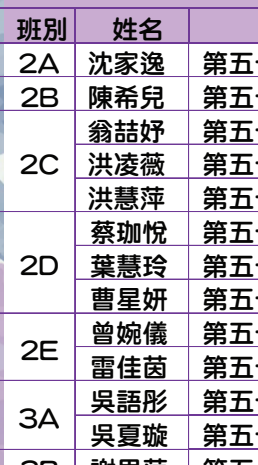 班別 姓名
2A 沈家逸 第五
2B 陳希兒 第五
2C 翁喆妤 第五
洪凌薇 第五
洪慧萍 第五
2D 蔡珈悅 第五
葉慧玲 第五
曹星妍 第五
2E 曾婉儀 第五
雷佳茵 第五
3A 吳語彤 第五
吳夏璇 第五